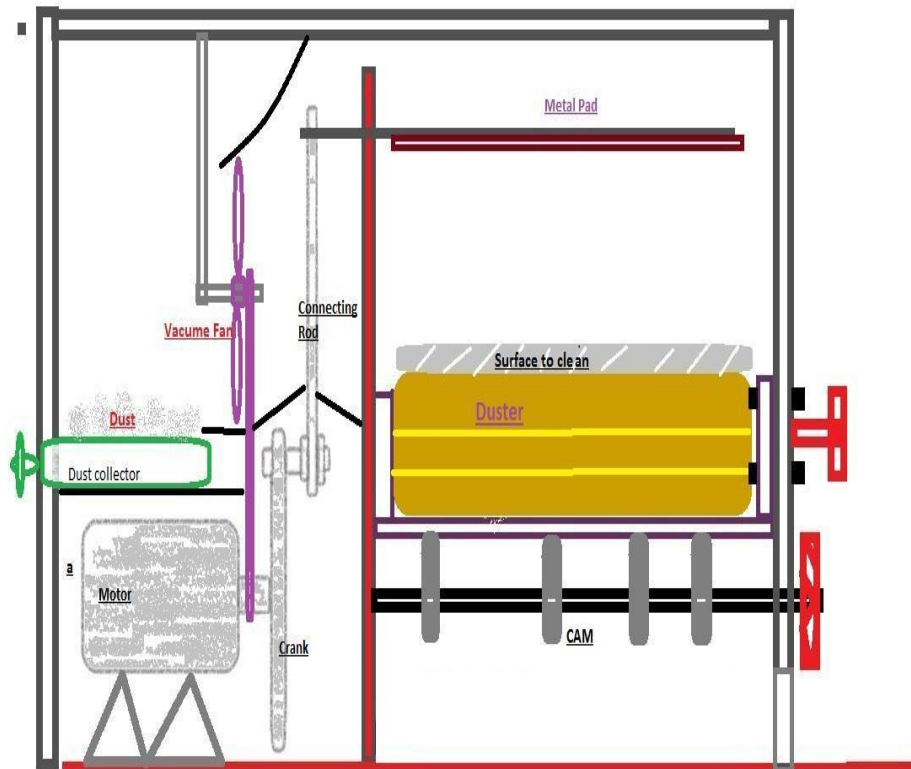 Metal Pad
Connecting
Rod
Vacume Fan
Surface to clean
Dust
Duster
Dust collector
a
Motor
CAM
Crank